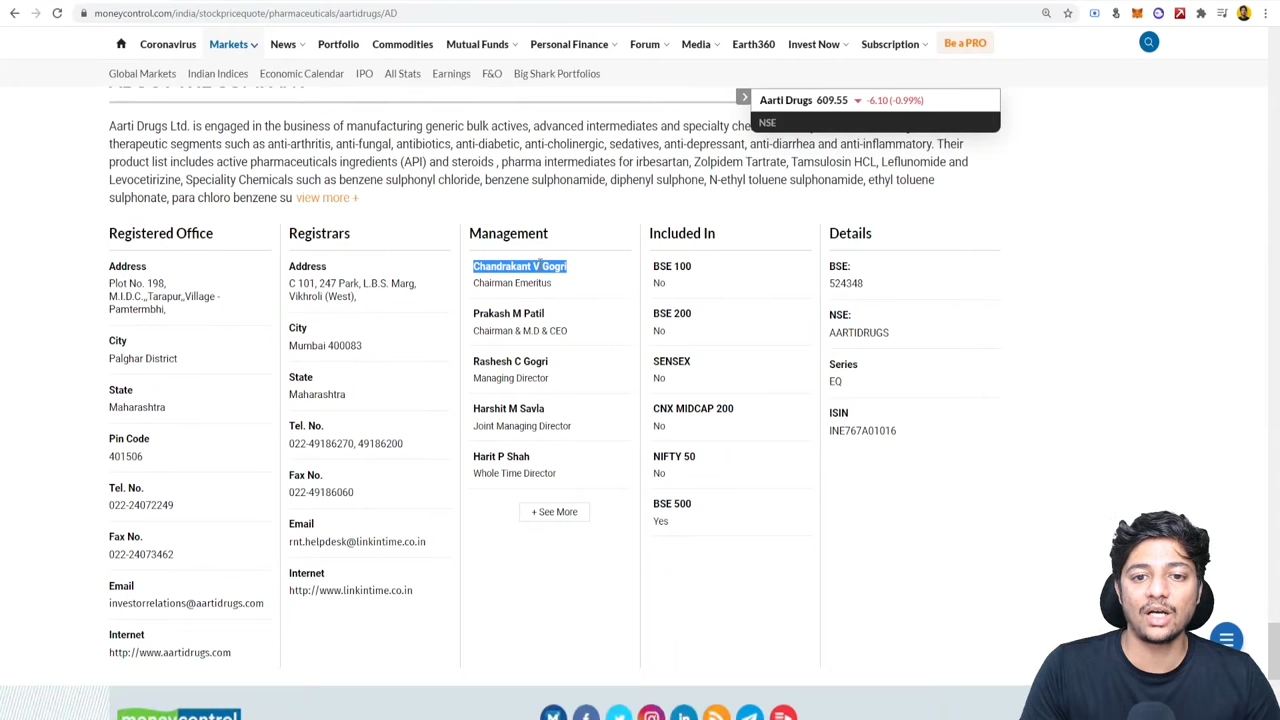 moneycontrol.com/india/stockpricequote/pharmaceuticals/aartidrugs/AD
Coronavirus Markets News Portfolio Commodities Mutual Funds Personal Finance Forum Media Earth360 Invest Now Subscription Be a PRO
Global Markets Indian Indices Economic Calendar IPO All Stats Earnings F&O Big Shark Portfolios
Aarti Drugs 609.55 -6.10 (-0.99%)
NSE
Aarti Drugs Ltd. is engaged in the business of manufacturing generic bulk actives, advanced intermediates and specialty
therapeutic segments such as anti-arthritis, anti-fungal, antibiotics, anti-diabetic, anti-cholinergic, sedatives, anti-depressant, anti-diarrhea and anti-inflammatory. Their
product list includes active pharmaceuticals ingredients (API) and steroids , pharma intermediates for irbesartan, Zolpidem Tartrate, Tamsulosin HCL, Leflunomide and
Levocetirizine, Speciality Chemicals such as benzene sulphonyl chloride, benzene sulphonamide, diphenyl sulphone, N-ethyl toluene sulphonamide, ethyl toluene
sulphonate, para chloro benzene su view more +
Registered Office
Address
Plot No. 198,
M.I.D.C.,,Tarapur,,Village -
Pamtermbhi,
City
Palghar District
State
Maharashtra
Pin Code
401506
Tel. No.
022-24072249
Fax No.
022-24073462
Email
investorrelations@aartidrugs.com
Internet
http://www.aartidrugs.com
Registrars
Address
C 101, 247 Park, L.B.S. Marg,
Vikhroli (West),
City
Mumbai 400083
State
Maharashtra
Tel. No.
022-49186270, 49186200
Fax No.
022-49186060
Email
rnt.helpdesk@linkintime.co.in
Internet
http://www.linkintime.co.in
Management
Chandrakant V Gogri
Chairman Emeritus
Prakash M Patil
Chairman & M.D & CEO
Rashesh C Gogri
Managing Director
Harshit M Savla
Joint Managing Director
Harit P Shah
Whole Time Director
+ See More
Included In
BSE 100
No
BSE 200
No
SENSEX
No
CNX MIDCAP 200
No
NIFTY 50
No
BSE 500
Yes
Details
BSE:
524348
NSE:
AARTIDRUGS
Series
EQ
ISIN
INE767A01016
moneycontrol